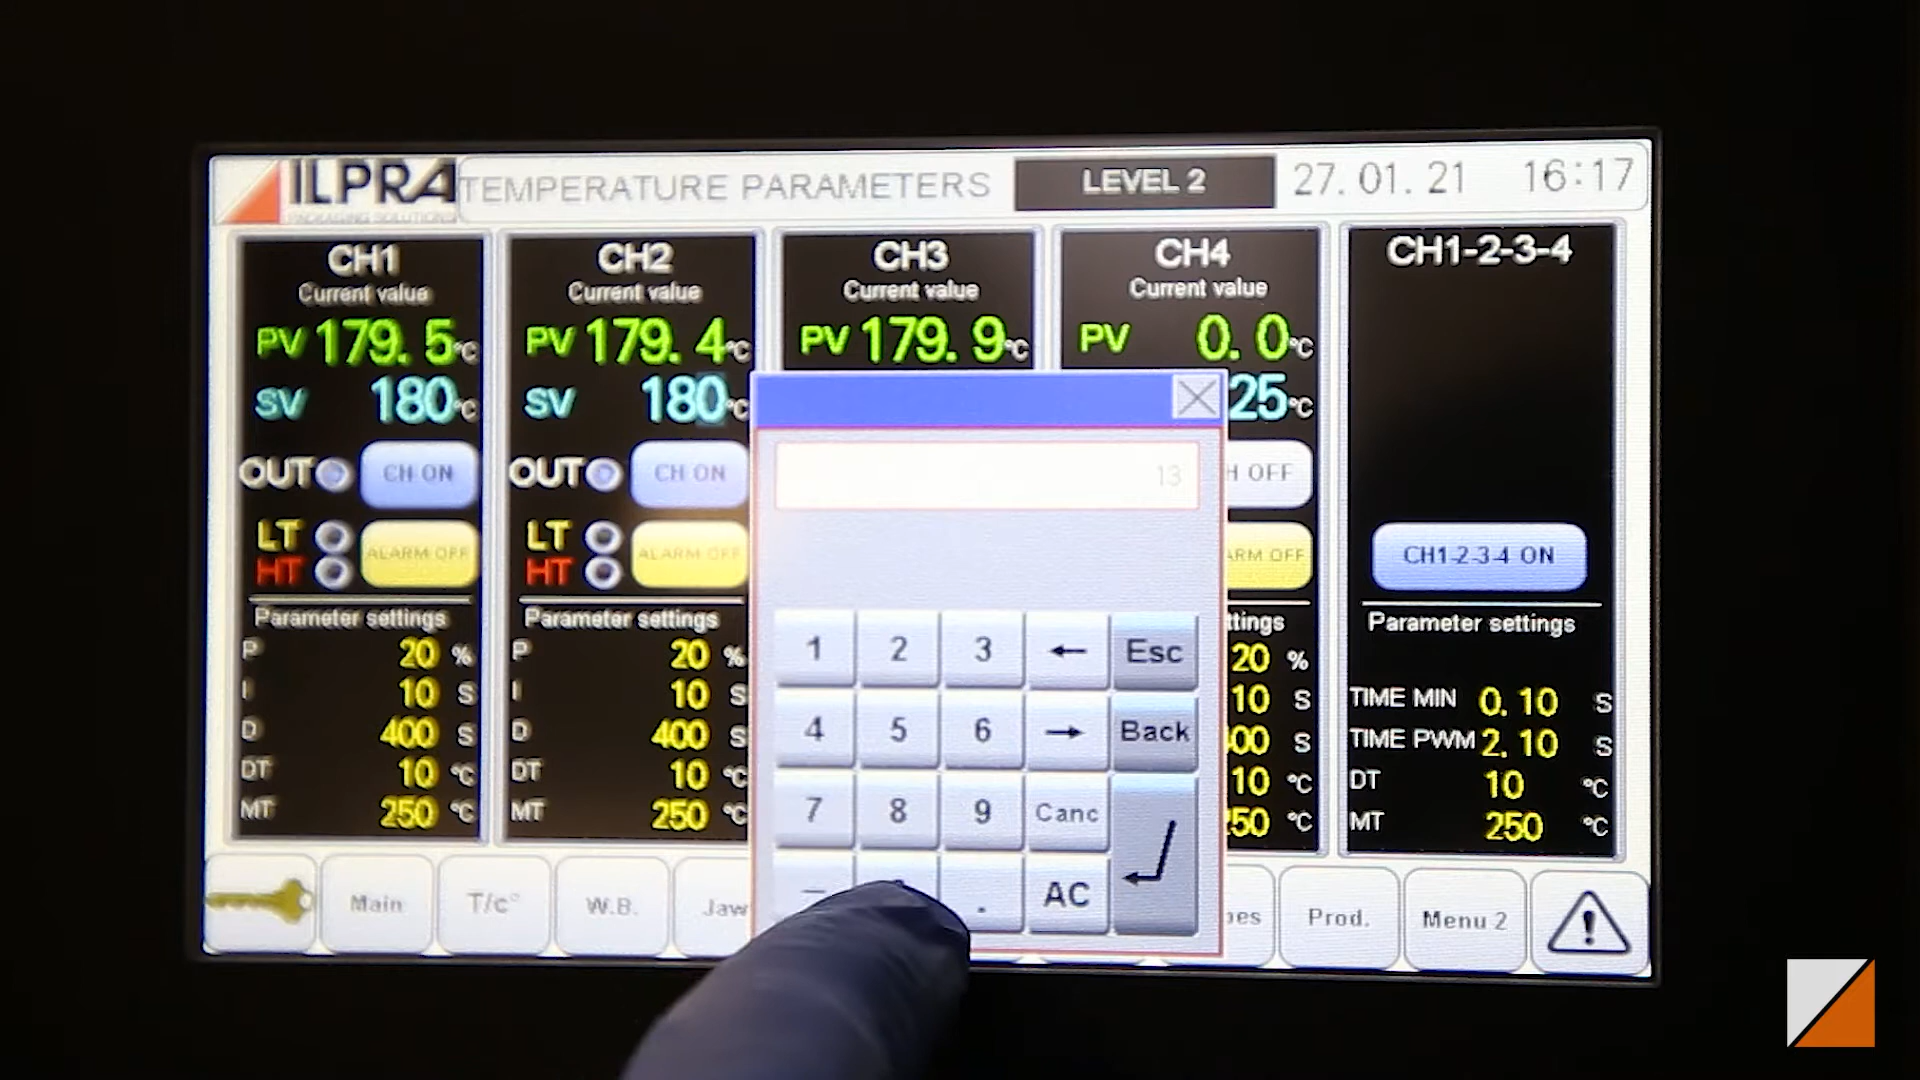 ILPRA
PACKAGING SOLUTIONS
TEMPERATURE PARAMETERS
LEVEL 2
27. 01. 21
16:17
CH1
Current value
PV 179. 5 °C
SV 180 °C
OUT CH ON
LT
HT
ALARM OFF
Parameter settings
P 20 %
I 10 S
D 400 S
DT 10 °C
MT 250 °C
CH2
Current value
PV 179. 4 °C
SV 180 °C
OUT CH ON
LT
HT
ALARM OFF
Parameter settings
P 20 %
I 10 S
D 400 S
DT 10 °C
MT 250 °C
CH3
Current value
PV 179. 9 °C
CH4
Current value
PV 0. 0 °C
25 °C
H OFF
ARM OFF
ttings
20 %
10 S
00 S
10 °C
250 °C
CH1-2-3-4
CH1-2-3-4 ON
Parameter settings
TIME MIN 0. 10 S
TIME PWM 2. 10 S
DT 10 °C
MT 250 °C
13
1 2 3 ← Esc
4 5 6 → Back
7 8 9 Canc
- . AC
Main
T/c°
W.B.
Jaw
pes
Prod.
Menu 2